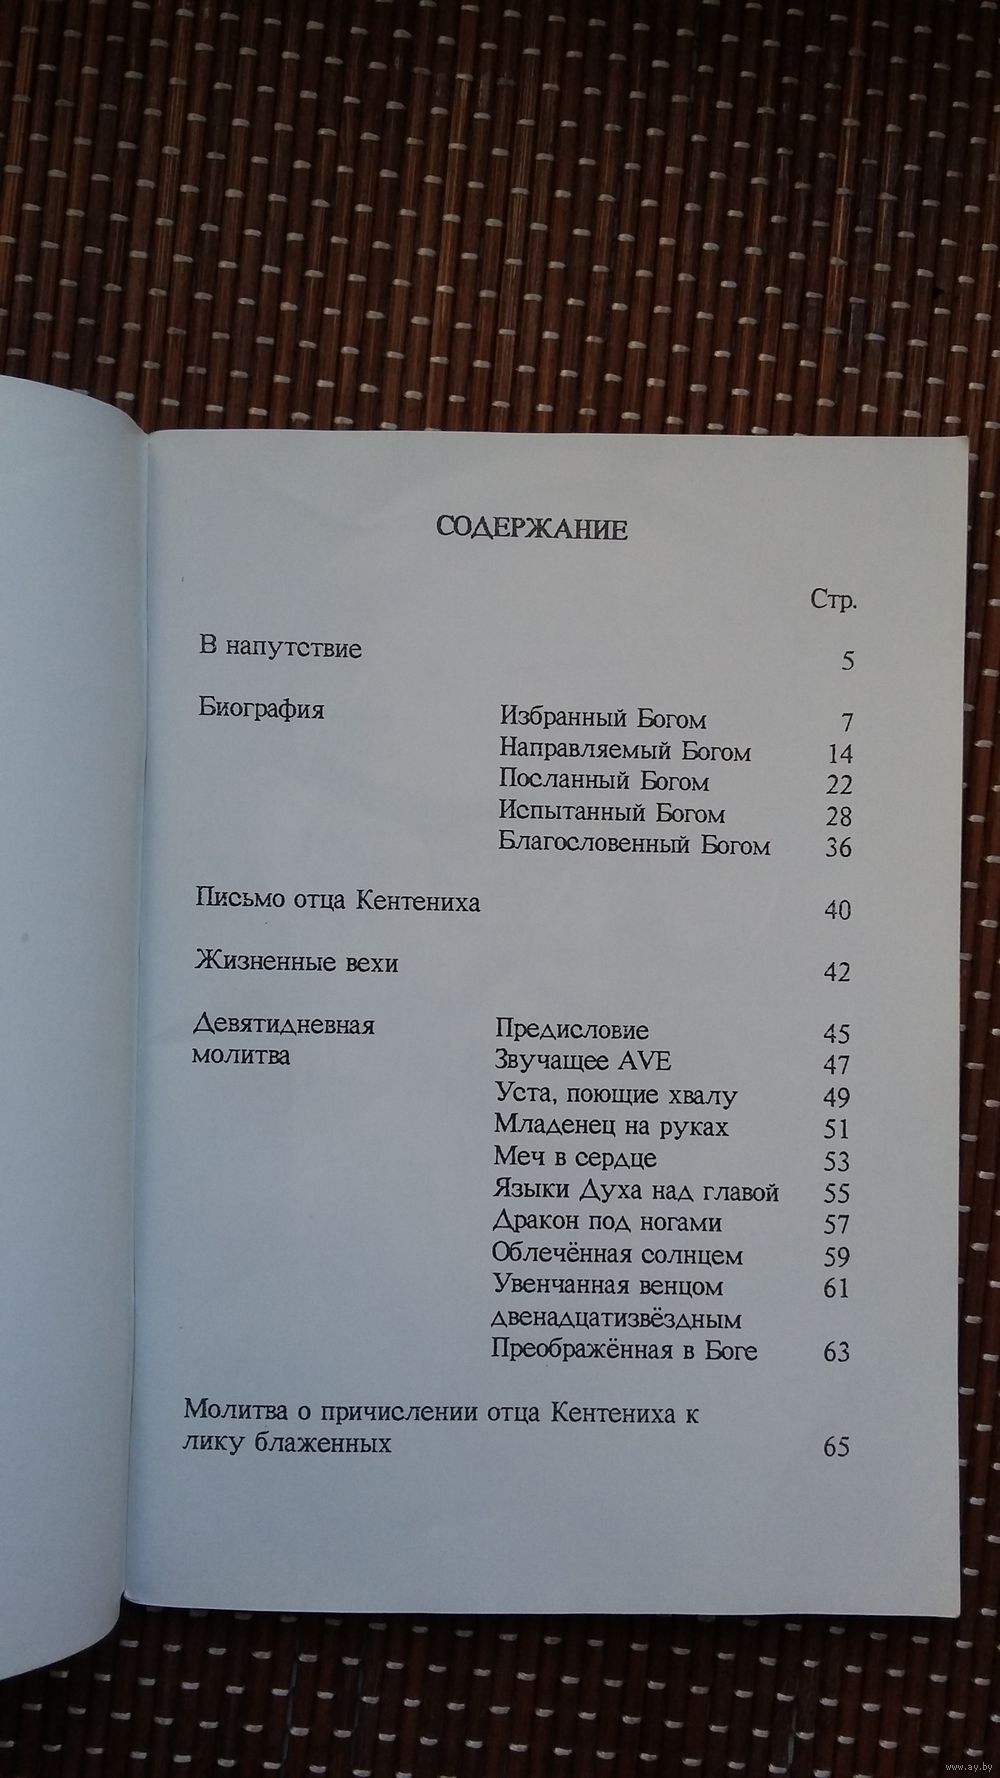 СОДЕРЖАНИЕ
Стр.
В напутствие 5
Биография Избранный Богом 7
Направляемый Богом 14
Посланный Богом 22
Испытанный Богом 28
Благословенный Богом 36
Письмо отца Кентениха 40
Жизненные вехи 42
Девятидневная Предисловие 45
молитва Звучащее AVE 47
Уста, поющие хвалу 49
Младенец на руках 51
Меч в сердце 53
Языки Духа над главой 55
Дракон под ногами 57
Облечённая солнцем 59
Увенчанная венцом 61
двенадцатизвёздным
Преображённая в Боге 63
Молитва о причислении отца Кентениха к
лику блаженных 65
www.ay.by